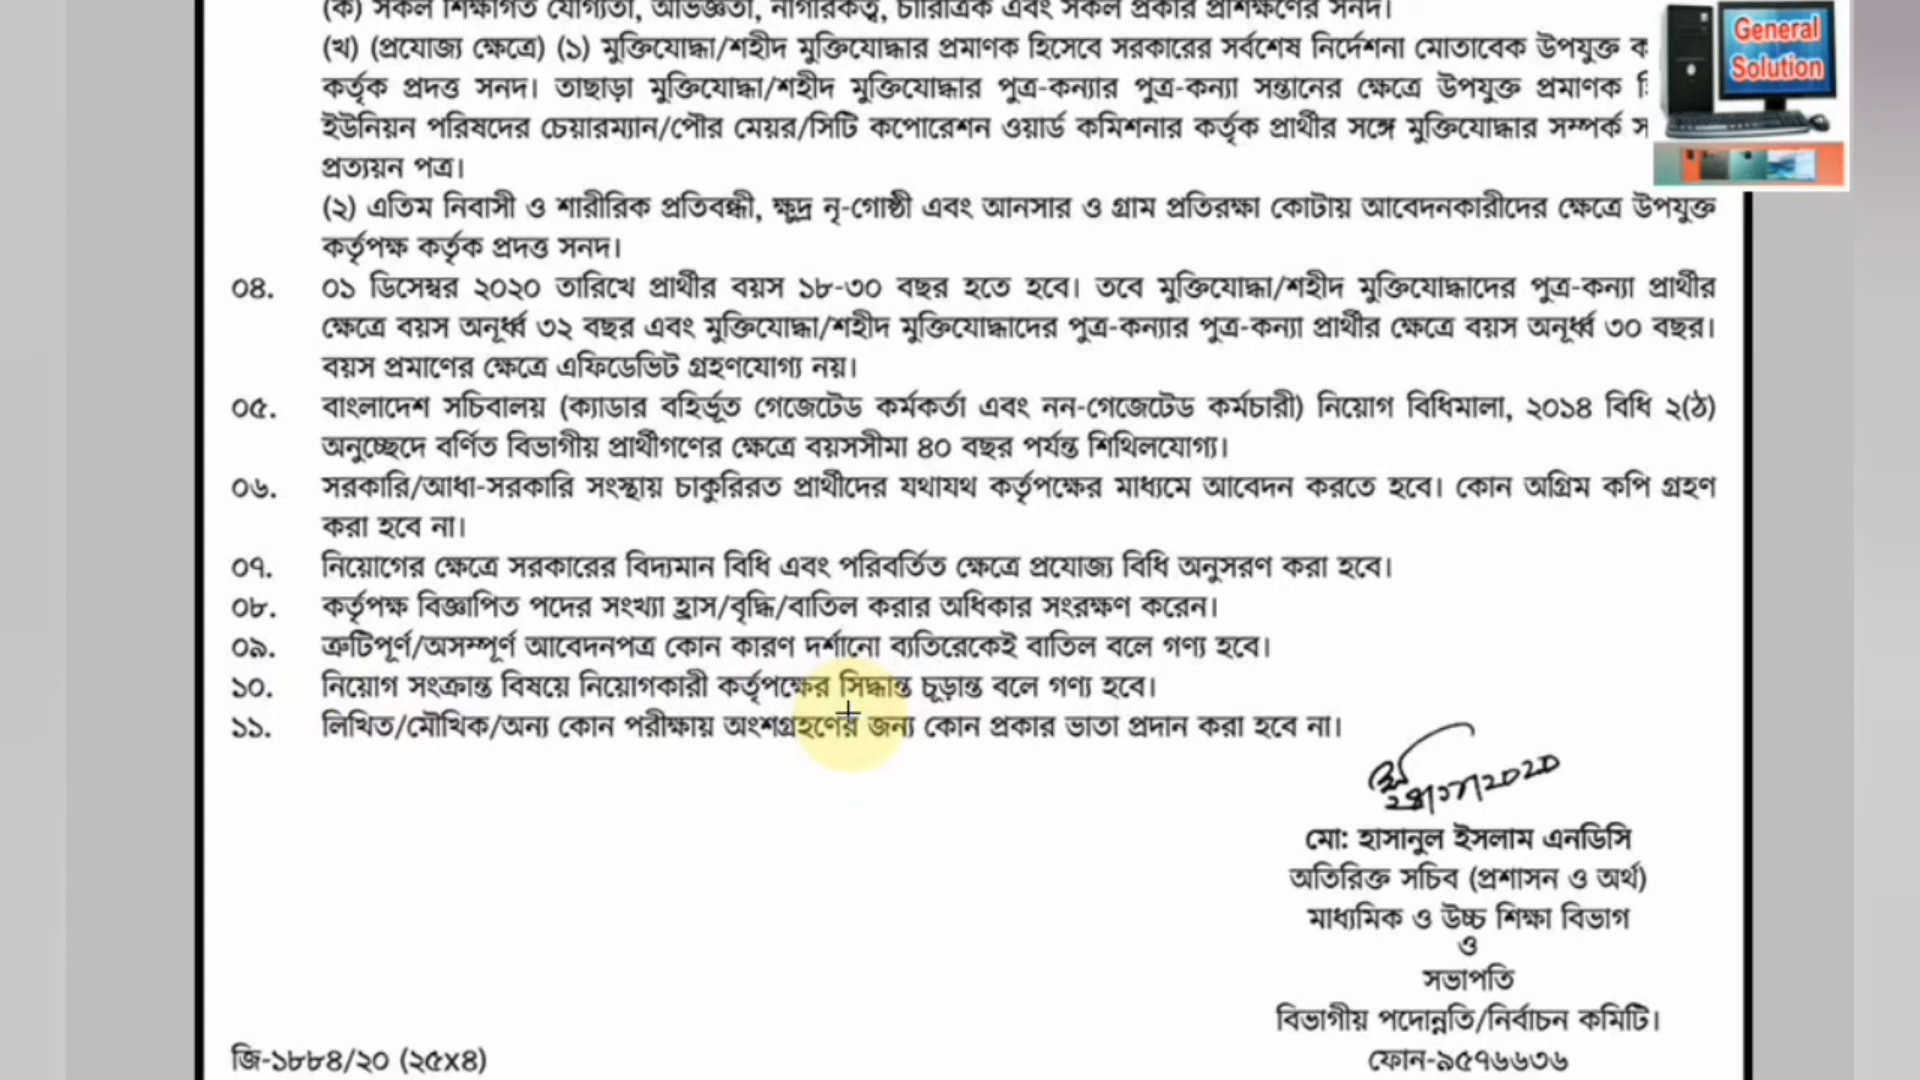 (ক) সকল শিক্ষাগত যোগ্যতা, অভিজ্ঞতা, নাগরিকত্ব, চারিত্রিক এবং সকল প্রকার প্রশিক্ষণের সনদ।
(খ) (প্রযোজ্য ক্ষেত্রে) (১) মুক্তিযোদ্ধা/শহীদ মুক্তিযোদ্ধার প্রমাণক হিসেবে সরকারের সর্বশেষ নির্দেশনা মোতাবেক উপযুক্ত
কর্তৃক প্রদত্ত সনদ। তাছাড়া মুক্তিযোদ্ধা/শহীদ মুক্তিযোদ্ধার পুত্র-কন্যার পুত্র-কন্যা সন্তানের ক্ষেত্রে উপযুক্ত প্রমাণক
ইউনিয়ন পরিষদের চেয়ারম্যান/পৌর মেয়র/সিটি কপোরেশন ওয়ার্ড কমিশনার কর্তৃক প্রার্থীর সঙ্গে মুক্তিযোদ্ধার সম্পর্ক
প্রত্যয়ন পত্র।
(২) এতিম নিবাসী ও শারীরিক প্রতিবন্ধী, ক্ষুদ্র নৃ-গোষ্ঠী এবং আনসার ও গ্রাম প্রতিরক্ষা কোটায় আবেদনকারীদের ক্ষেত্রে উপযুক্ত
কর্তৃপক্ষ কর্তৃক প্রদত্ত সনদ।
০৪. ০১ ডিসেম্বর ২০২০ তারিখে প্রার্থীর বয়স ১৮-৩০ বছর হতে হবে। তবে মুক্তিযোদ্ধা/শহীদ মুক্তিযোদ্ধাদের পুত্র-কন্যা প্রার্থীর
ক্ষেত্রে বয়স অনূর্ধ্ব ৩২ বছর এবং মুক্তিযোদ্ধা/শহীদ মুক্তিযোদ্ধাদের পুত্র-কন্যার পুত্র-কন্যা প্রার্থীর ক্ষেত্রে বয়স অনূর্ধ্ব ৩০ বছর।
বয়স প্রমাণের ক্ষেত্রে এফিডেভিট গ্রহণযোগ্য নয়।
০৫. বাংলাদেশ সচিবালয় (ক্যাডার বহির্ভূত গেজেটেড কর্মকর্তা এবং নন-গেজেটেড কর্মচারী) নিয়োগ বিধিমালা, ২০১৪ বিধি ২(ঠ)
অনুচ্ছেদে বর্ণিত বিভাগীয় প্রার্থীগণের ক্ষেত্রে বয়সসীমা ৪০ বছর পর্যন্ত শিথিলযোগ্য।
০৬. সরকারি/আধা-সরকারি সংস্থায় চাকুরিরত প্রার্থীদের যথাযথ কর্তৃপক্ষের মাধ্যমে আবেদন করতে হবে। কোন অগ্রিম কপি গ্রহণ
করা হবে না।
০৭. নিয়োগের ক্ষেত্রে সরকারের বিদ্যমান বিধি এবং পরিবর্তিত ক্ষেত্রে প্রযোজ্য বিধি অনুসরণ করা হবে।
০৮. কর্তৃপক্ষ বিজ্ঞাপিত পদের সংখ্যা হ্রাস/বৃদ্ধি/বাতিল করার অধিকার সংরক্ষণ করেন।
০৯. ত্রুটিপূর্ণ/অসম্পূর্ণ আবেদনপত্র কোন কারণ দর্শানো ব্যতিরেকেই বাতিল বলে গণ্য হবে।
১০. নিয়োগ সংক্রান্ত বিষয়ে নিয়োগকারী কর্তৃপক্ষের সিদ্ধান্ত চূড়ান্ত বলে গণ্য হবে।
১১. লিখিত/মৌখিক/অন্য কোন পরীক্ষায় অংশগ্রহণের জন্য কোন প্রকার ভাতা প্রদান করা হবে না।
মো: হাসানুল ইসলাম এনডিসি
অতিরিক্ত সচিব (প্রশাসন ও অর্থ)
মাধ্যমিক ও উচ্চ শিক্ষা বিভাগ
ও
সভাপতি
বিভাগীয় পদোন্নতি/নির্বাচন কমিটি।
ফোন-৯৫৭৬৬৩৬
জি-১৮৮৪/২০ (২৫x৪)
General
Solution